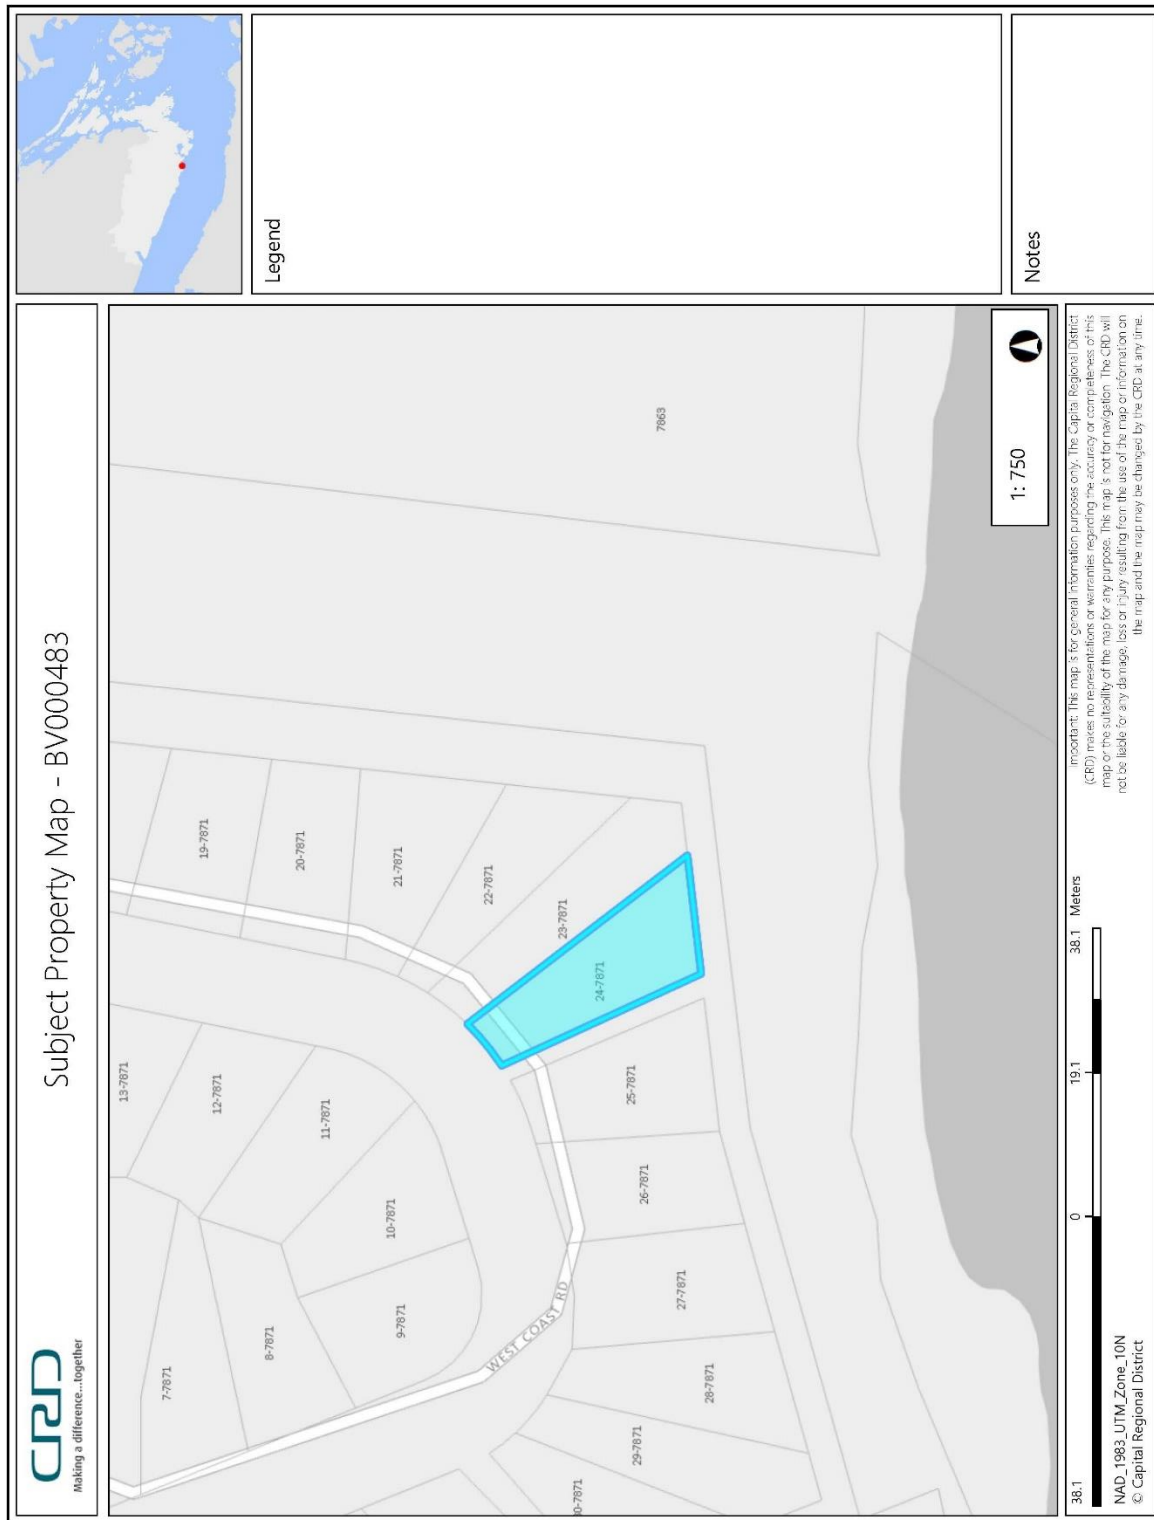 CRD
Making a difference...together
Subject Property Map - BV000483
13-7871
12-7871
11-7871
10-7871
9-7871
8-7871
7-7871
19-7871
20-7871
21-7871
22-7871
23-7871
24-7871
25-7871
26-7871
27-7871
28-7871
29-7871
30-7871
WEST COAST RD
7863
1: 750
Legend
Notes
38.1
0
19.1
38.1
Meters
NAD_1983_UTM_Zone_10N
© Capital Regional District
Important: This map is for general information purposes only. The Capital Regional District
(CRD) makes no representations or warranties regarding the accuracy or completeness of this
map or the suitability of the map for any purpose. This map is not for navigation. The CRD will
not be liable for any damage, loss or injury resulting from the use of the map or information on
the map and the map may be changed by the CRD at any time.